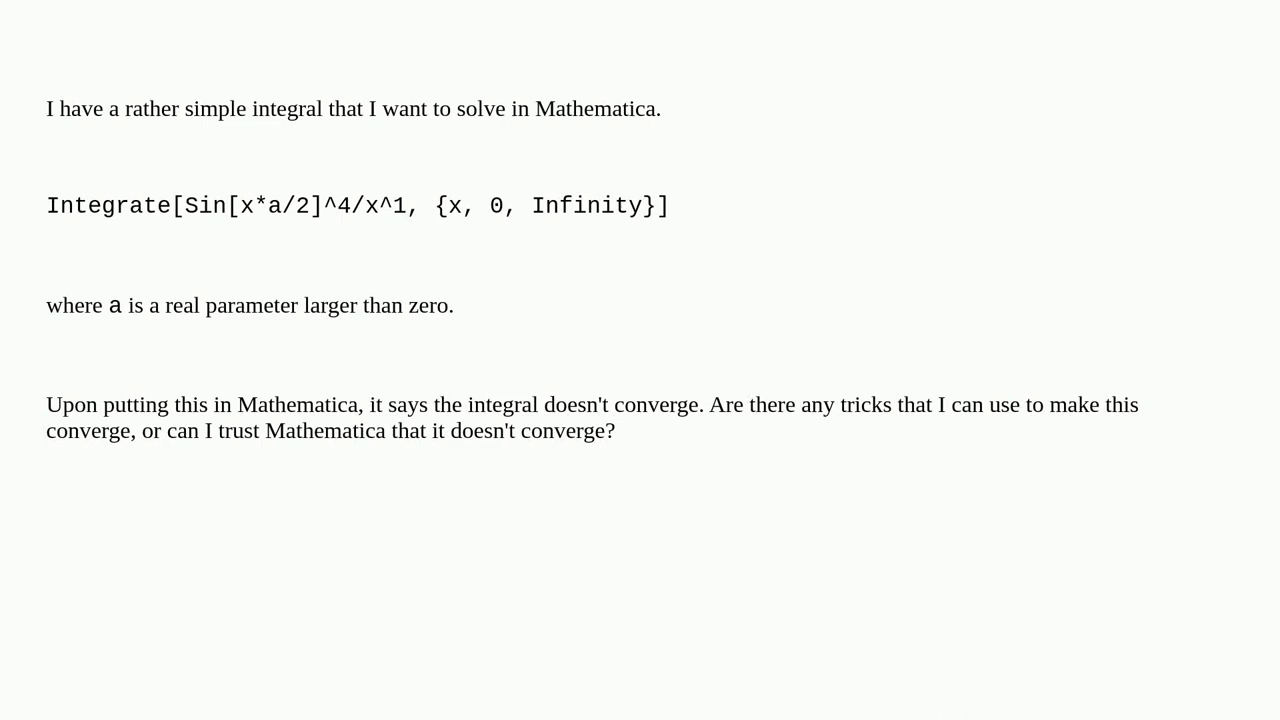 I have a rather simple integral that I want to solve in Mathematica.
Integrate[Sin[x*a/2]^4/x^1, {x, 0, Infinity}]
where a is a real parameter larger than zero.
Upon putting this in Mathematica, it says the integral doesn't converge. Are there any tricks that I can use to make this
converge, or can I trust Mathematica that it doesn't converge?